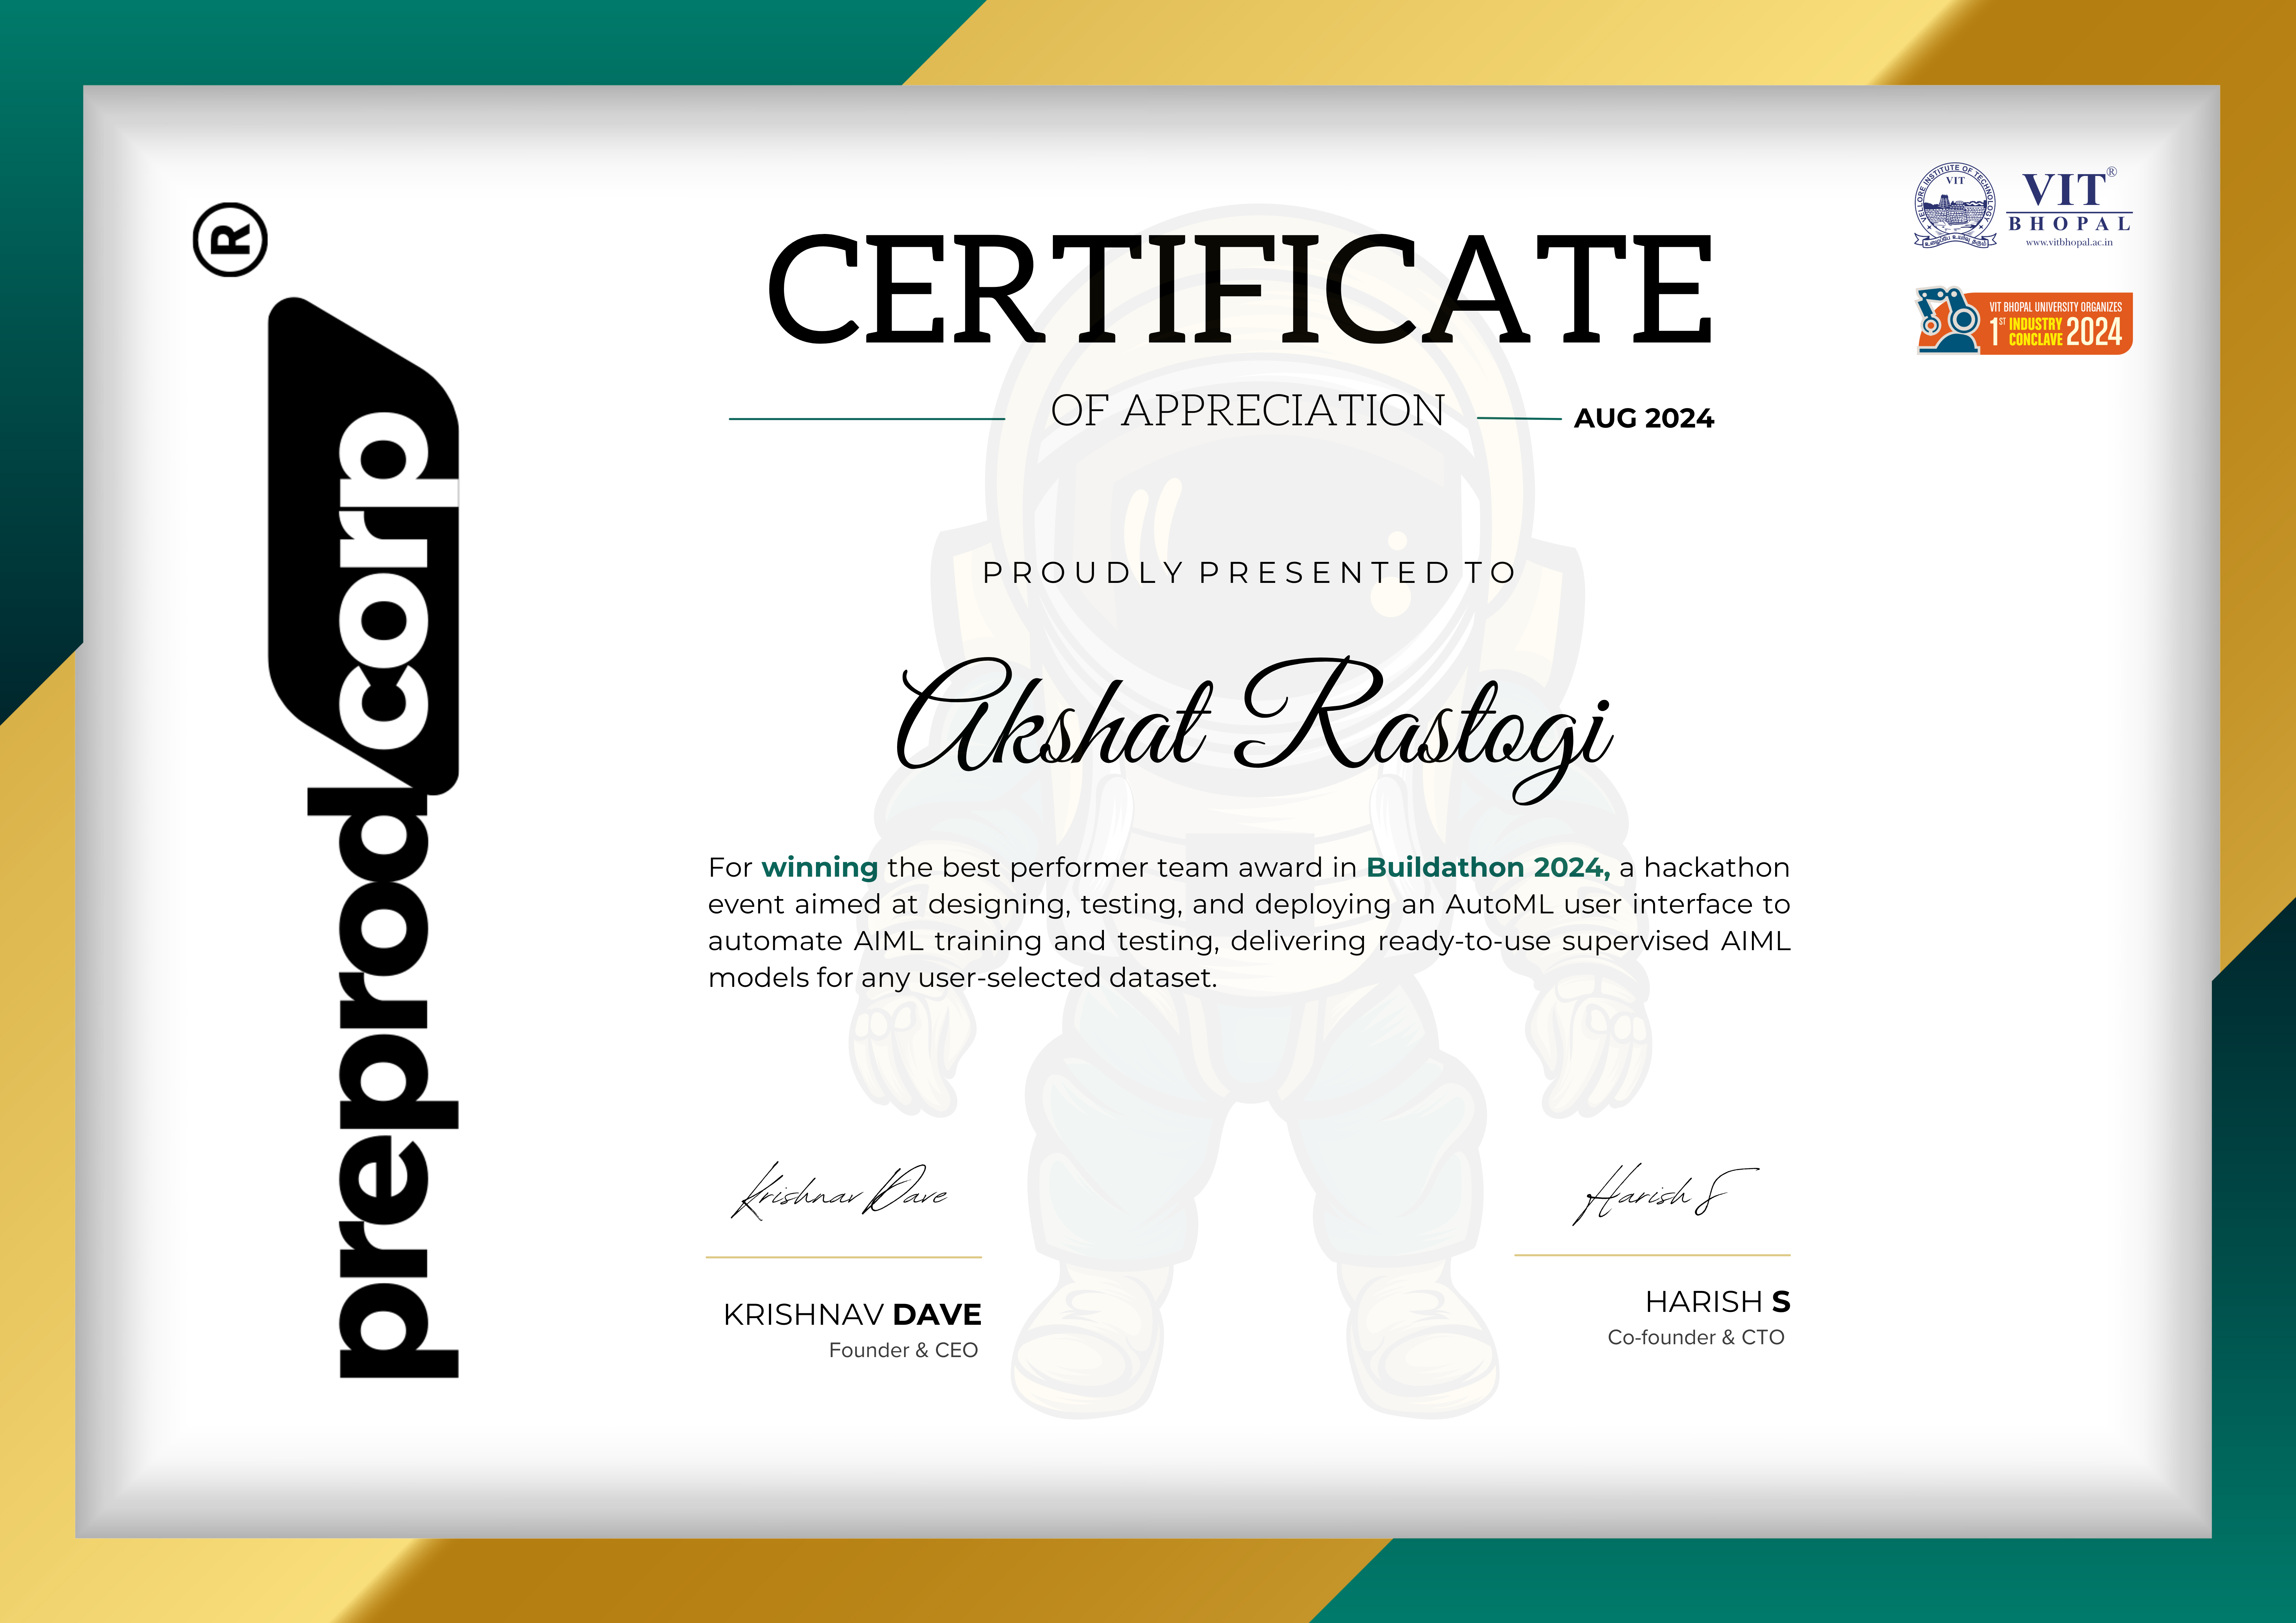 ®
preprodcorp
CERTIFICATE
OF APPRECIATION
AUG 2024
VELLORE INSTITUTE OF TECHNOLOGY
VIT
VIT®
BHOPAL
www.vitbhopal.ac.in
VIT BHOPAL UNIVERSITY ORGANIZES
1ST INDUSTRY CONCLAVE 2024
PROUDLY PRESENTED TO
Akshat Rastogi
For winning the best performer team award in Buildathon 2024, a hackathon
event aimed at designing, testing, and deploying an AutoML user interface to
automate AIML training and testing, delivering ready-to-use supervised AIML
models for any user-selected dataset.
Krishnav Dave
Harish S
KRISHNAV DAVE
Founder & CEO
HARISH S
Co-founder & CTO